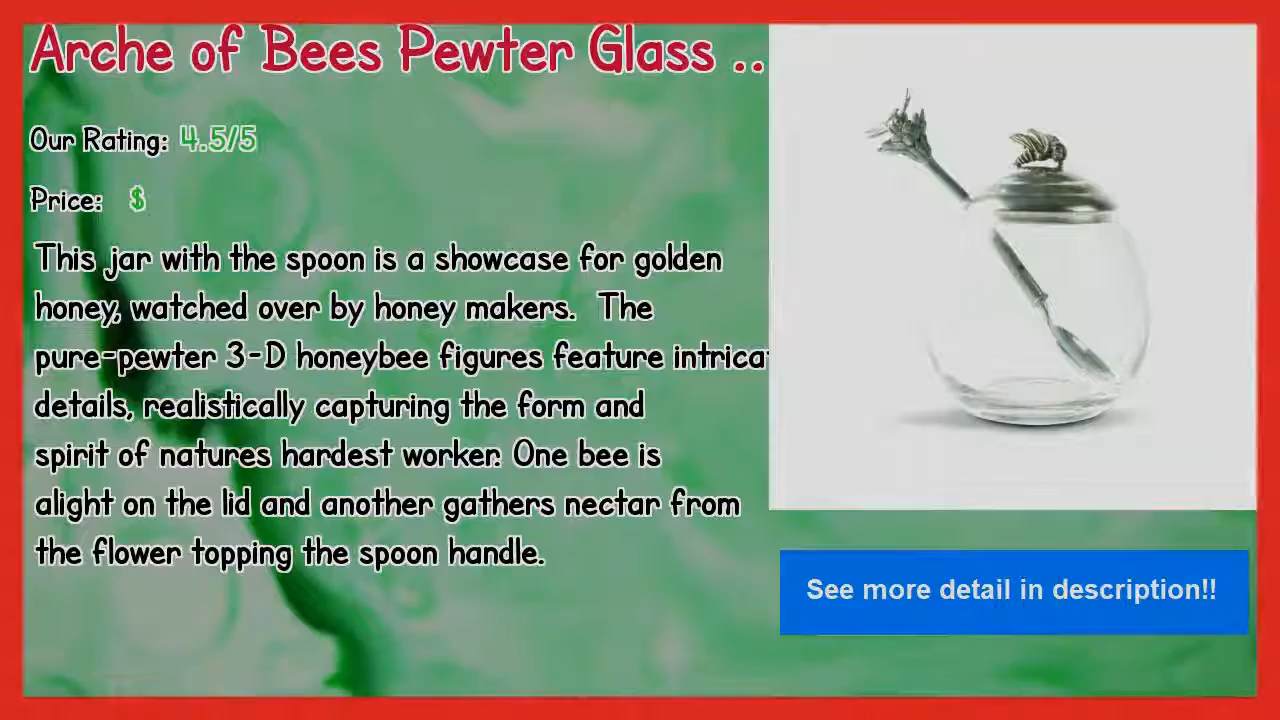 Arche of Bees Pewter Glass ..
Our Rating: 4.5/5
Price: $
This jar with the spoon is a showcase for golden
honey, watched over by honey makers. The
pure-pewter 3-D honeybee figures feature
details, realistically capturing the form and
spirit of natures hardest worker. One bee is
alight on the lid and another gathers nectar from
the flower topping the spoon handle.
See more detail in description!!